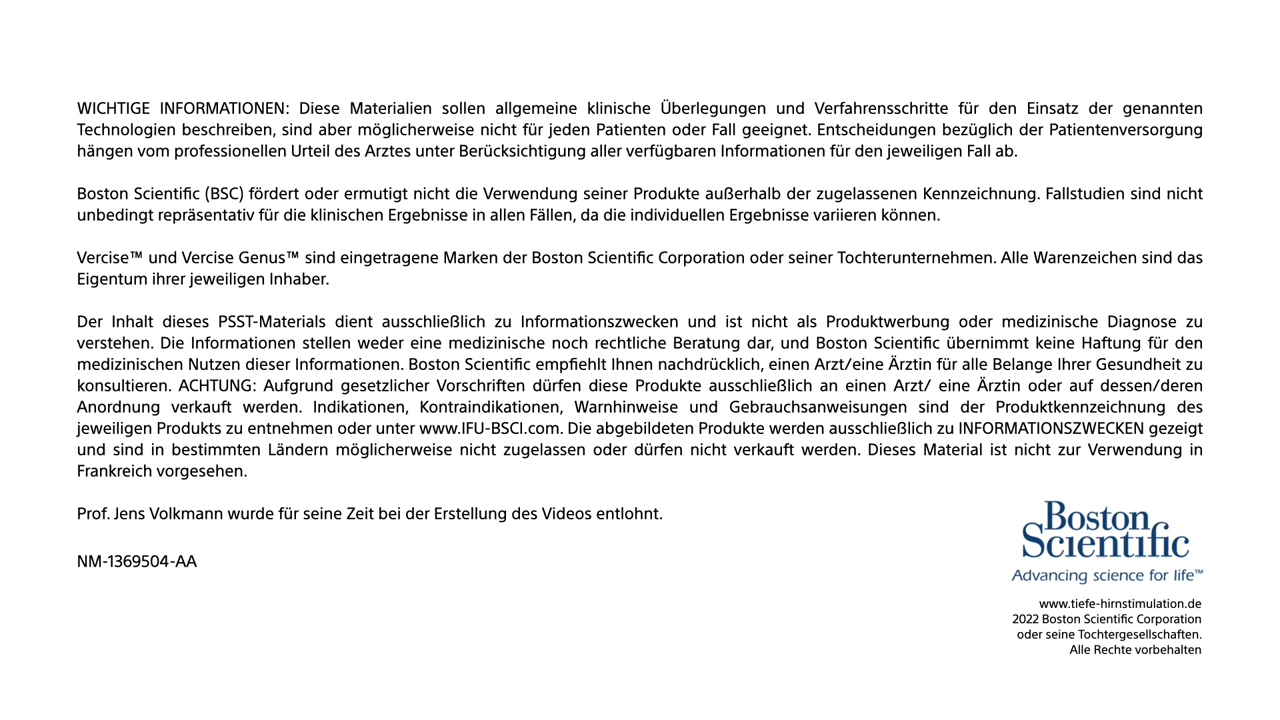 WICHTIGE INFORMATIONEN: Diese Materialien sollen allgemeine klinische Überlegungen und Verfahrensschritte für den Einsatz der genannten
Technologien beschreiben, sind aber möglicherweise nicht für jeden Patienten oder Fall geeignet. Entscheidungen bezüglich der Patientenversorgung
hängen vom professionellen Urteil des Arztes unter Berücksichtigung aller verfügbaren Informationen für den jeweiligen Fall ab.
Boston Scientific (BSC) fördert oder ermutigt nicht die Verwendung seiner Produkte außerhalb der zugelassenen Kennzeichnung. Fallstudien sind nicht
unbedingt repräsentativ für die klinischen Ergebnisse in allen Fällen, da die individuellen Ergebnisse variieren können.
Vercise™ und Vercise Genus™ sind eingetragene Marken der Boston Scientific Corporation oder seiner Tochterunternehmen. Alle Warenzeichen sind das
Eigentum ihrer jeweiligen Inhaber.
Der Inhalt dieses PSST-Materials dient ausschließlich zu Informationszwecken und ist nicht als Produktwerbung oder medizinische Diagnose zu
verstehen. Die Informationen stellen weder eine medizinische noch rechtliche Beratung dar, und Boston Scientific übernimmt keine Haftung für den
medizinischen Nutzen dieser Informationen. Boston Scientific empfiehlt Ihnen nachdrücklich, einen Arzt/eine Ärztin für alle Belange Ihrer Gesundheit zu
konsultieren. ACHTUNG: Aufgrund gesetzlicher Vorschriften dürfen diese Produkte ausschließlich an einen Arzt/ eine Ärztin oder auf dessen/deren
Anordnung verkauft werden. Indikationen, Kontraindikationen, Warnhinweise und Gebrauchsanweisungen sind der Produktkennzeichnung des
jeweiligen Produkts zu entnehmen oder unter www.IFU-BSCI.com. Die abgebildeten Produkte werden ausschließlich zu INFORMATIONSZWECKEN gezeigt
und sind in bestimmten Ländern möglicherweise nicht zugelassen oder dürfen nicht verkauft werden. Dieses Material ist nicht zur Verwendung in
Frankreich vorgesehen.
Prof. Jens Volkmann wurde für seine Zeit bei der Erstellung des Videos entlohnt.
NM-1369504-AA
Boston
Scientific
Advancing science for life™
www.tiefe-hirnstimulation.de
2022 Boston Scientific Corporation
oder seine Tochtergesellschaften.
Alle Rechte vorbehalten